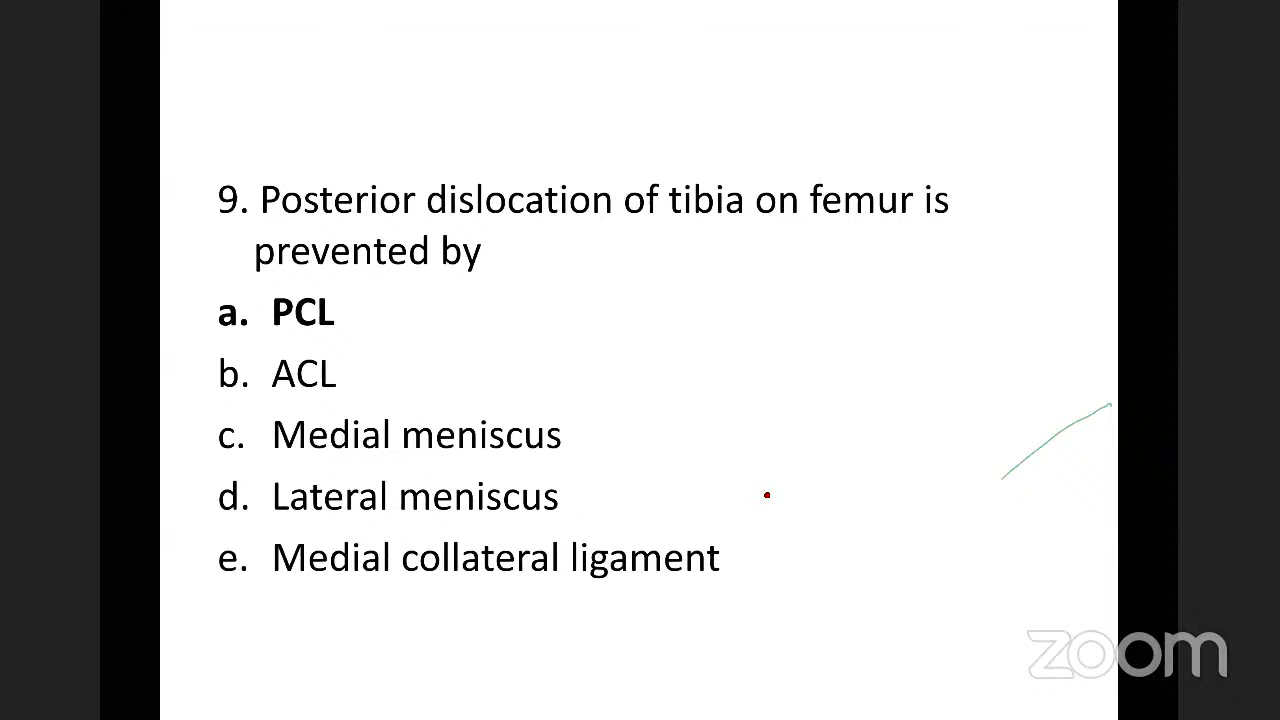 9. Posterior dislocation of tibia on femur is
prevented by
a. PCL
b. ACL
c. Medial meniscus
d. Lateral meniscus
e. Medial collateral ligament
zoom